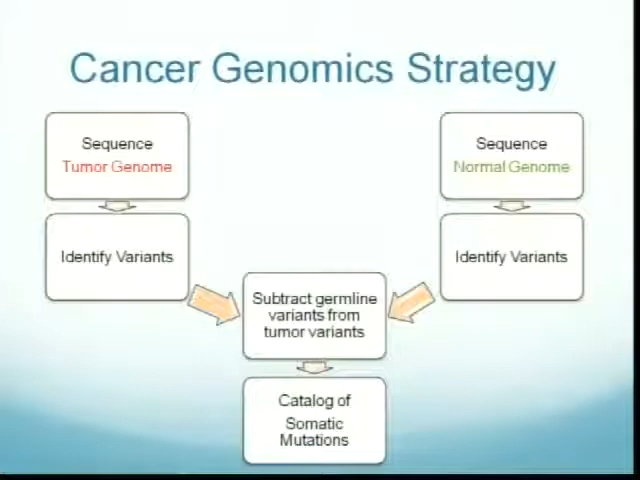 Cancer Genomics Strategy
Sequence
Tumor Genome
Sequence
Normal Genome
Identify Variants
Identify Variants
Subtract germline
variants from
tumor variants
Catalog of
Somatic
Mutations